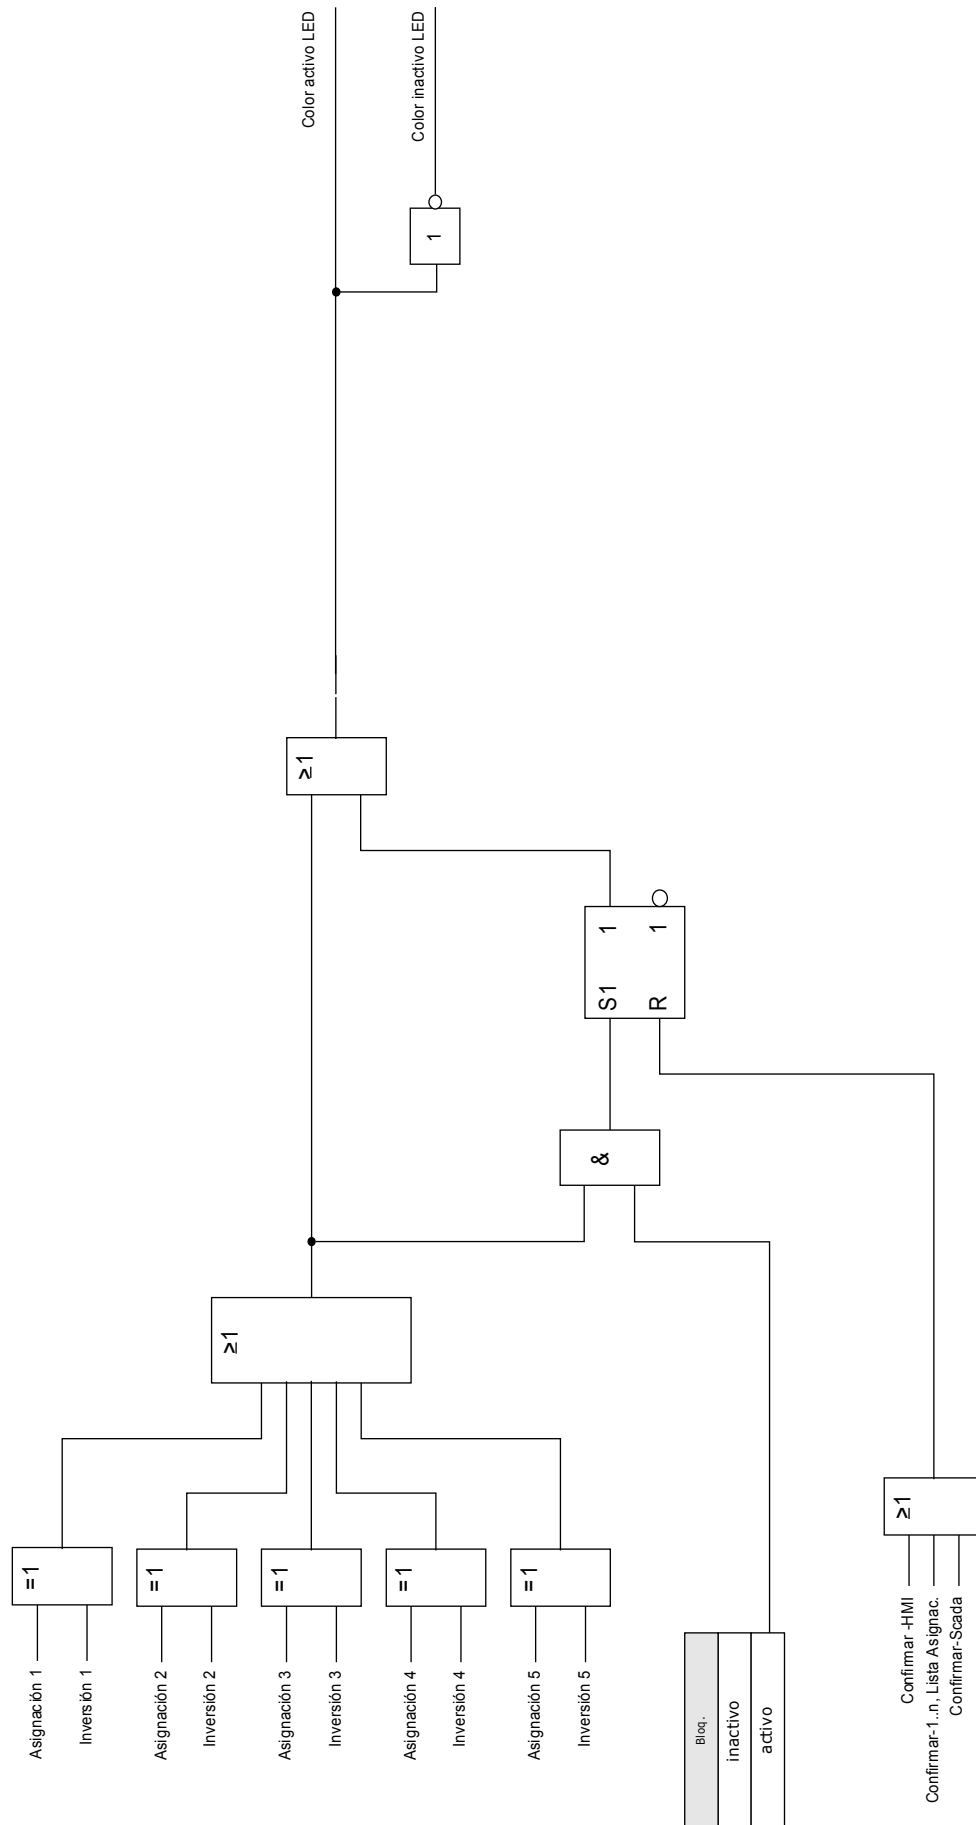 Asignación 1
Inversión 1
=1
Asignación 2
Inversión 2
=1
Asignación 3
Inversión 3
=1
Asignación 4
Inversión 4
=1
Asignación 5
Inversión 5
=1
≥1
Bloq.
inactivo
activo
&
S1 1
R 1
≥1
Confirmar -HMI
Confirmar-1..n, Lista Asignac.
Confirmar-Scada
≥1
1
Color activo LED
Color inactivo LED